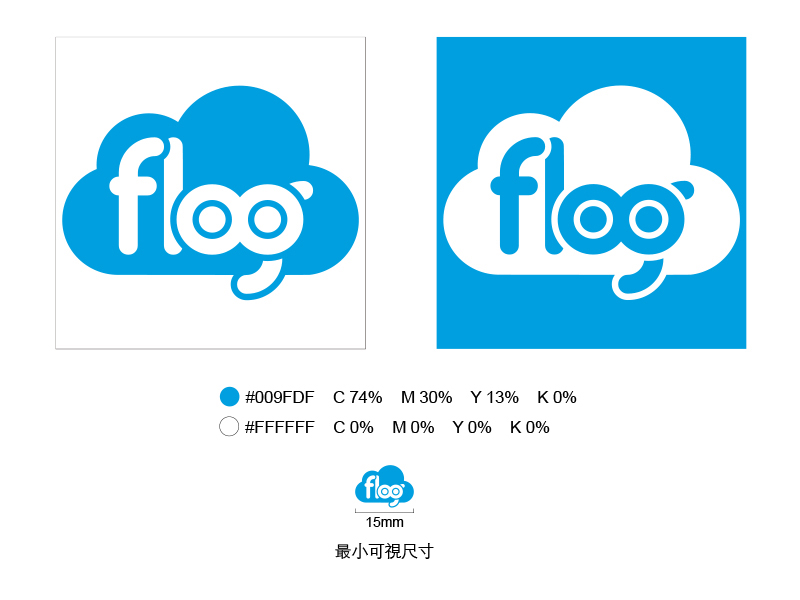 flog
flog
#009FDF C 74% M 30% Y 13% K 0%
#FFFFFF C 0% M 0% Y 0% K 0%
flog
15mm
最小可視尺寸